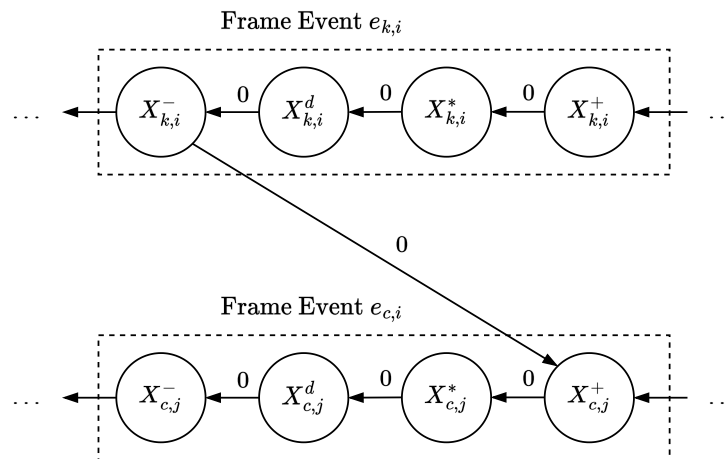 Frame Event e_{k,i}
... X^-_{k,i} 0 X^d_{k,i} 0 X^*_{k,i} 0 X^+_{k,i} ..
0
Frame Event e_{c,i}
... X^-_{c,j} 0 X^d_{c,j} 0 X^*_{c,j} 0 X^+_{c,j} ..